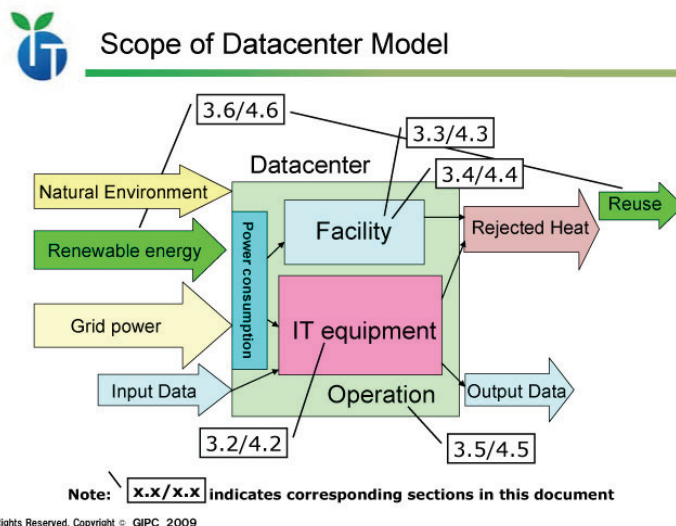 IT
Scope of Datacenter Model
3.6/4.6
3.3/4.3
Datacenter
3.4/4.4
Natural Environment
Reuse
Facility
Rejected Heat
Renewable energy
Power consumption
Grid power
IT equipment
Input Data
Operation
Output Data
3.2/4.2
3.5/4.5
Note: x.x/x.x indicates corresponding sections in this document
Rights Reserved, Copyright © GIPC 2009